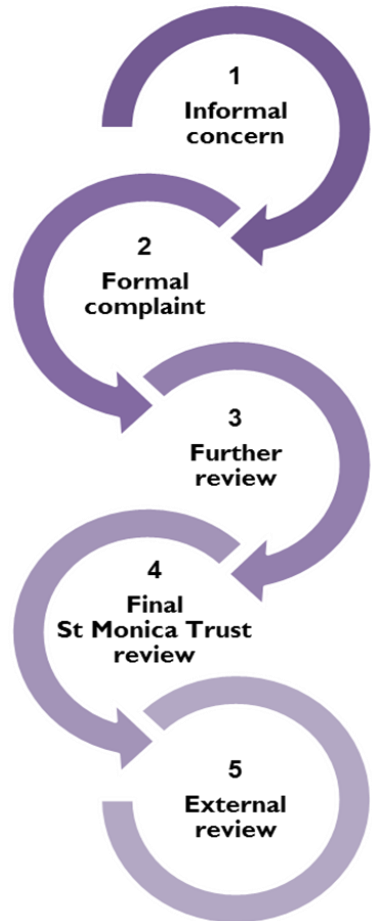 1
Informal
concern
2
Formal
complaint
3
Further
review
4
Final
St Monica Trust
review
5
External
review